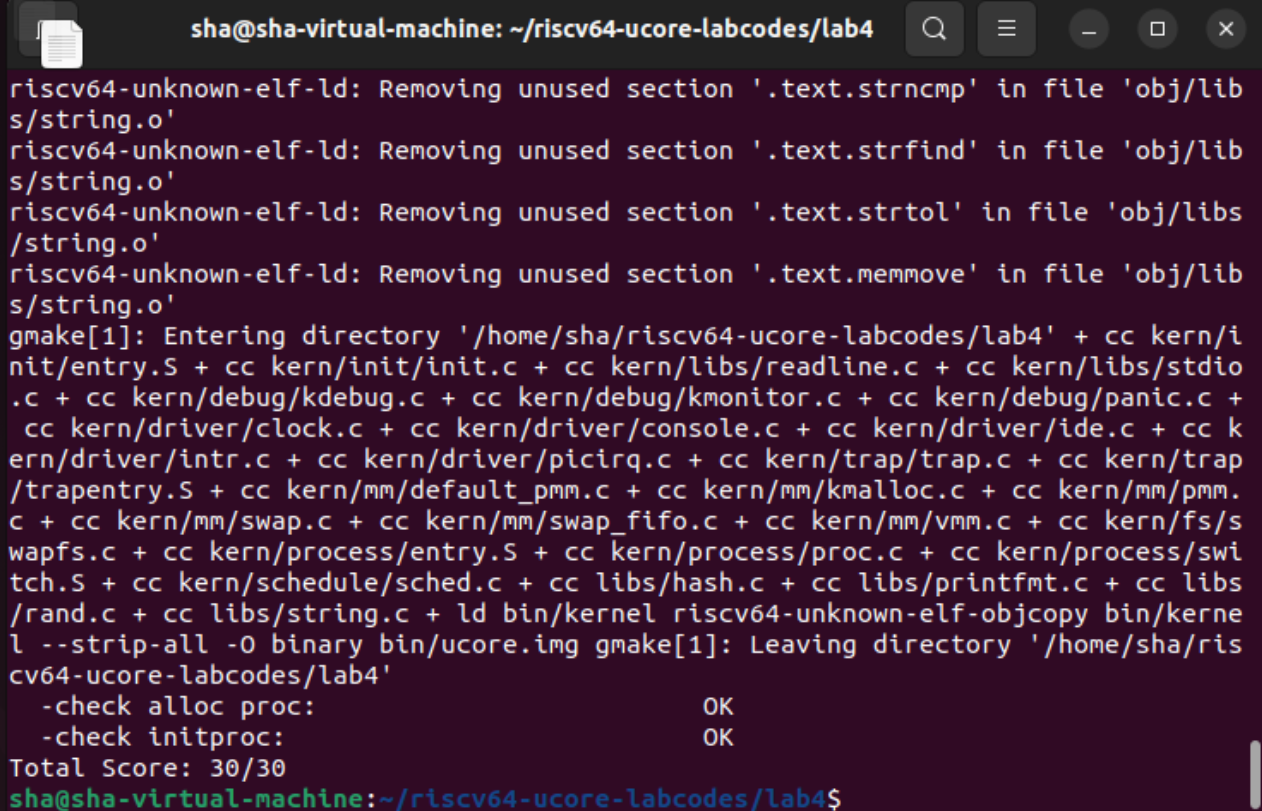 sha@sha-virtual-machine: ~/riscv64-ucore-labcodes/lab4
riscv64-unknown-elf-ld: Removing unused section '.text.strncmp' in file 'obj/lib
s/string.o'
riscv64-unknown-elf-ld: Removing unused section '.text.strfind' in file 'obj/lib
s/string.o'
riscv64-unknown-elf-ld: Removing unused section '.text.strtol' in file 'obj/libs
/string.o'
riscv64-unknown-elf-ld: Removing unused section '.text.memmove' in file 'obj/lib
s/string.o'
gmake[1]: Entering directory '/home/sha/riscv64-ucore-labcodes/lab4' + cc kern/i
nit/entry.S + cc kern/init/init.c + cc kern/libs/readline.c + cc kern/libs/stdio
.c + cc kern/debug/kdebug.c + cc kern/debug/kmonitor.c + cc kern/debug/panic.c +
 cc kern/driver/clock.c + cc kern/driver/console.c + cc kern/driver/ide.c + cc k
ern/driver/intr.c + cc kern/driver/picirq.c + cc kern/trap/trap.c + cc kern/trap
/trapentry.S + cc kern/mm/default_pmm.c + cc kern/mm/kmalloc.c + cc kern/mm/pmm.
c + cc kern/mm/swap.c + cc kern/mm/swap_fifo.c + cc kern/mm/vmm.c + cc kern/fs/s
wapfs.c + cc kern/process/entry.S + cc kern/process/proc.c + cc kern/process/swi
tch.S + cc kern/schedule/sched.c + cc libs/hash.c + cc libs/printfmt.c + cc libs
/rand.c + cc libs/string.c + ld bin/kernel riscv64-unknown-elf-objcopy bin/kerne
l --strip-all -O binary bin/ucore.img gmake[1]: Leaving directory '/home/sha/ris
cv64-ucore-labcodes/lab4'
  -check alloc proc:                         OK
  -check initproc:                           OK
Total Score: 30/30
sha@sha-virtual-machine:~/riscv64-ucore-labcodes/lab4$